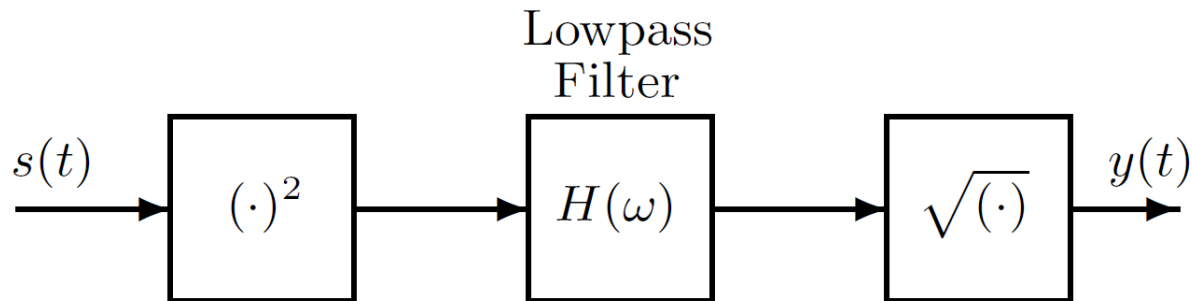 Lowpass
Filter
s(t)
(·)²
H(ω)
√(·)
y(t)